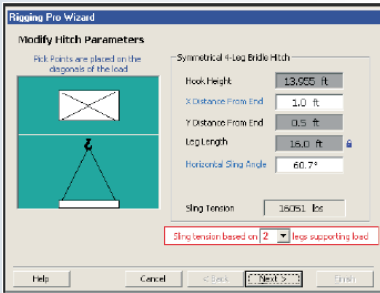 Rigging Pro Wizard
Modify Hitch Parameters
Pick Points are placed on the
diagonals of the load
Symmetrical 4-Leg Bridle Hitch
Hook Height
13.955 ft
X Distance From End
1.0 ft
Y Distance From End
0.5 ft
Leg Length
16.0 ft
Horizontal Sling Angle
60.7°
Sling Tension
16051 lbs
Sling tension based on 2 legs supporting load
Help
Cancel
< Back
Next >
Finish